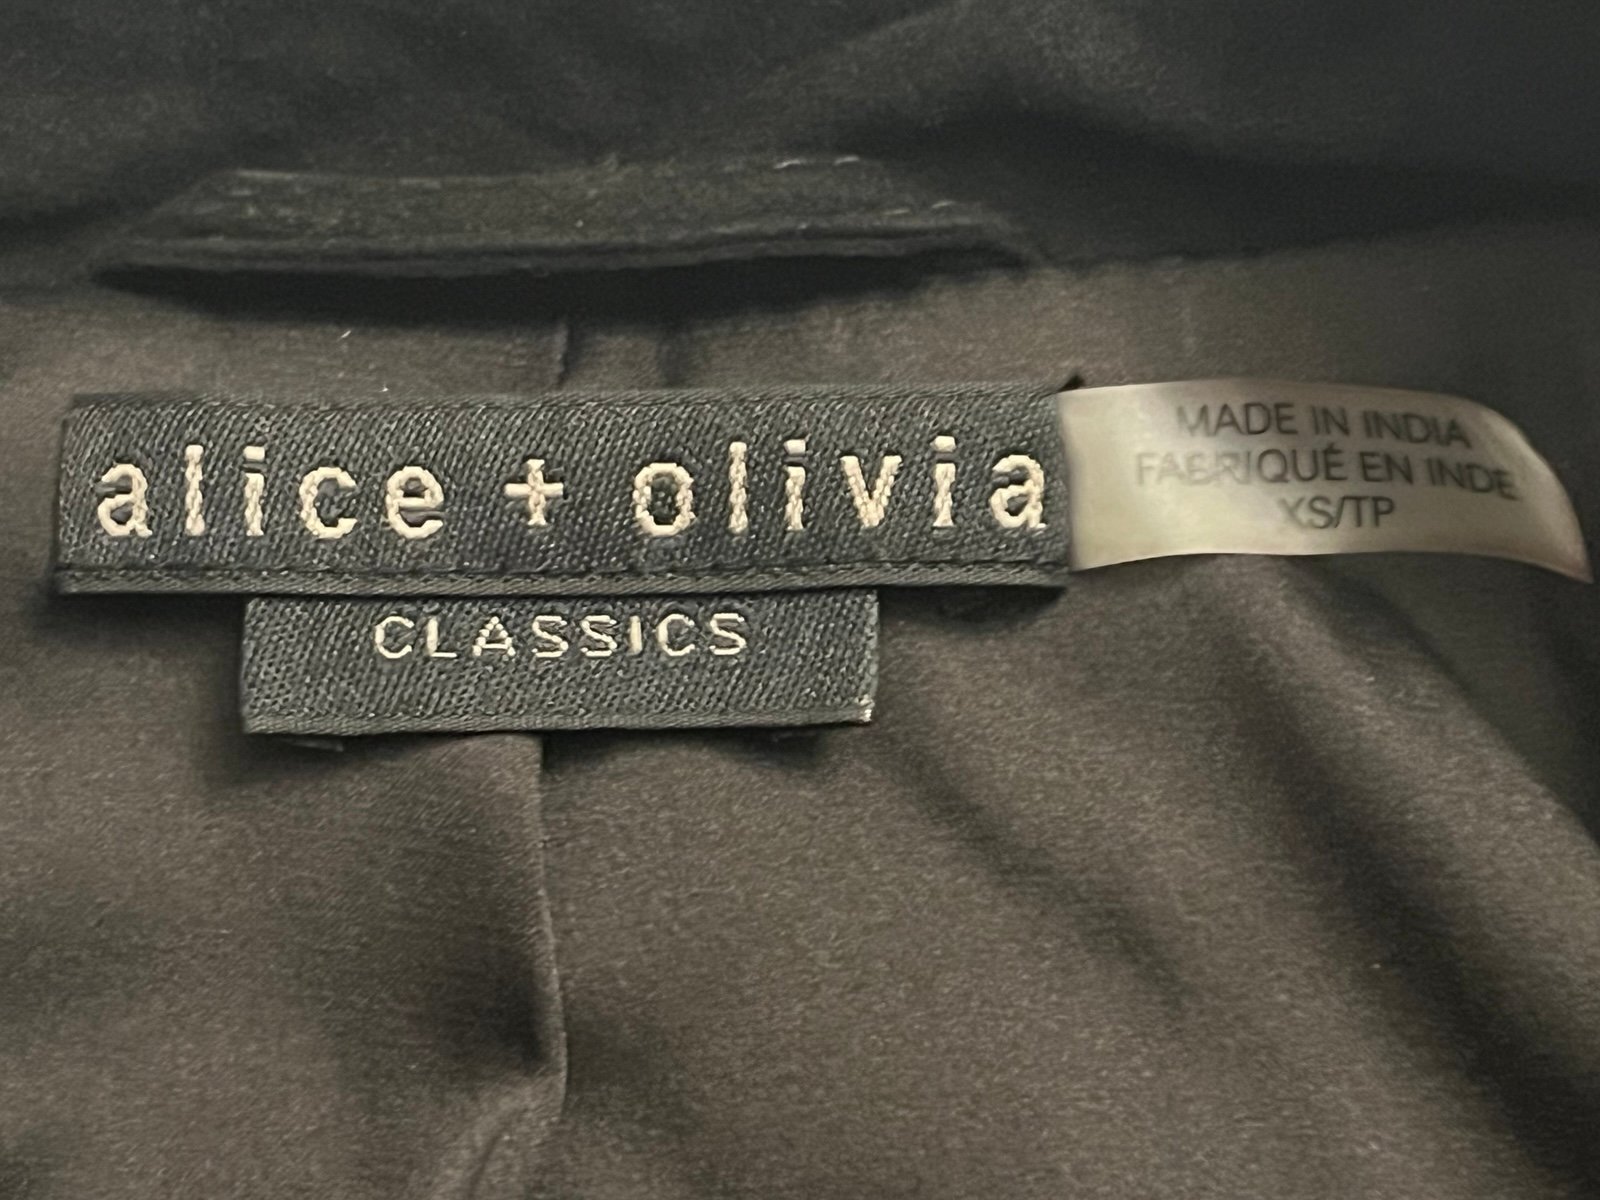 alice + olivia
CLASSICS
MADE IN INDIA
FABRIQUÉ EN INDE
XS/TP